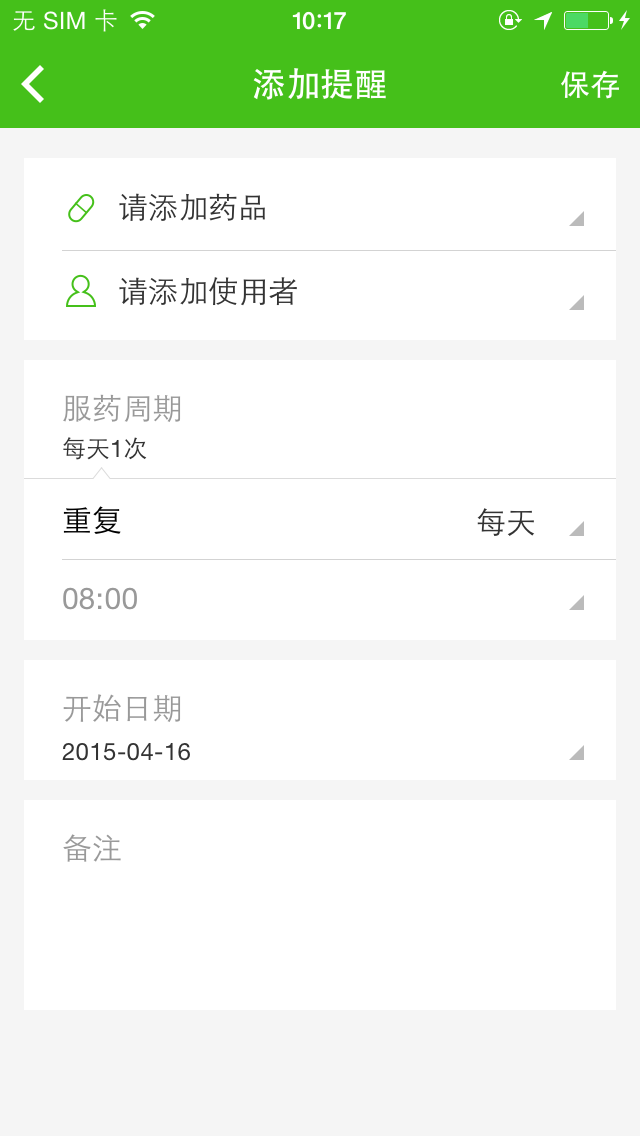 无 SIM 卡 10:17
添加提醒 保存
请添加药品
请添加使用者
服药周期
每天1次
重复 每天
08:00
开始日期
2015-04-16
备注